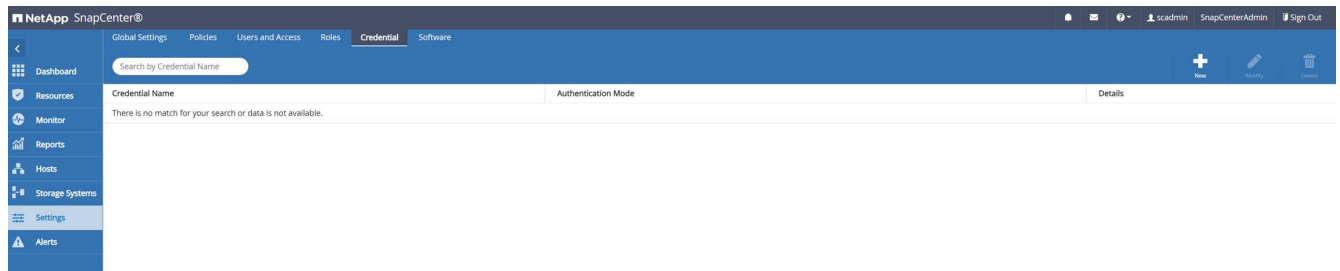 NetApp SnapCenter®
scadmin SnapCenterAdmin Sign Out
Global Settings Policies Users and Access Roles Credential Software
Search by Credential Name
New Modify Delete
Credential Name Authentication Mode Details
There is no match for your search or data is not available.
Dashboard
Resources
Monitor
Reports
Hosts
Storage Systems
Settings
Alerts